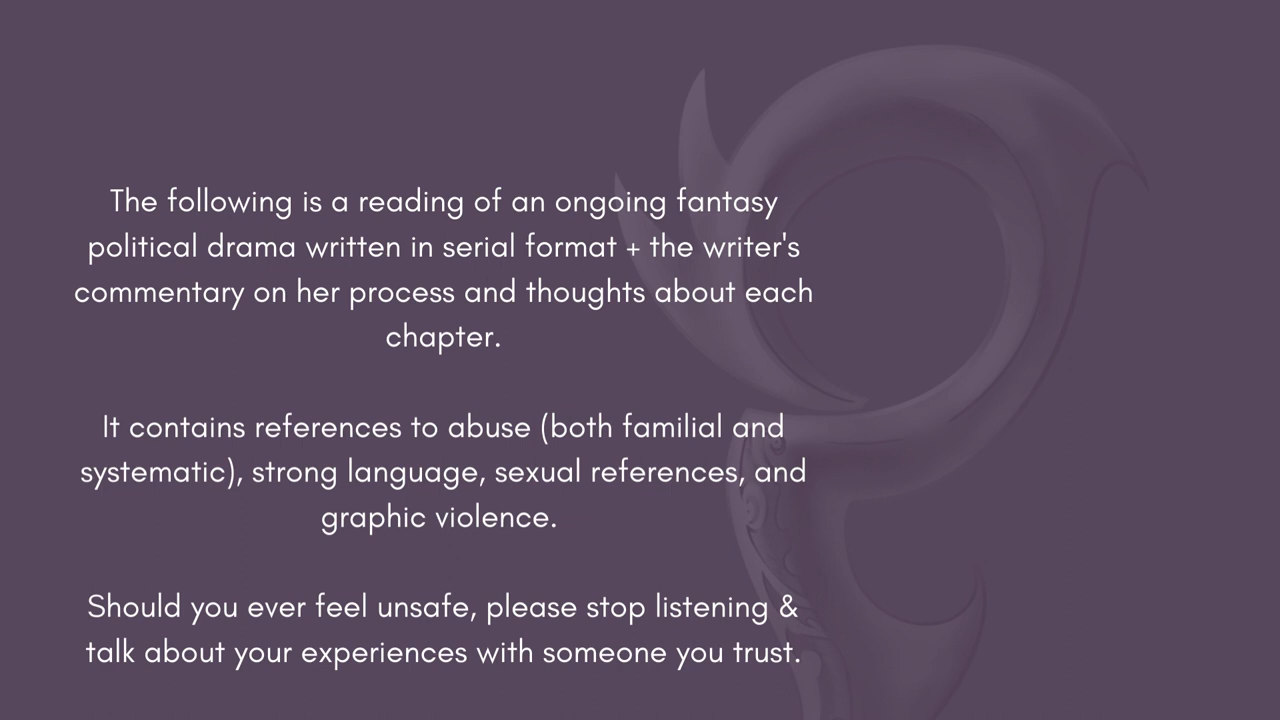 The following is a reading of an ongoing fantasy
political drama written in serial format + the writer's
commentary on her process and thoughts about each
chapter.
It contains references to abuse (both familial and
systematic), strong language, sexual references, and
graphic violence.
Should you ever feel unsafe, please stop listening &
talk about your experiences with someone you trust.